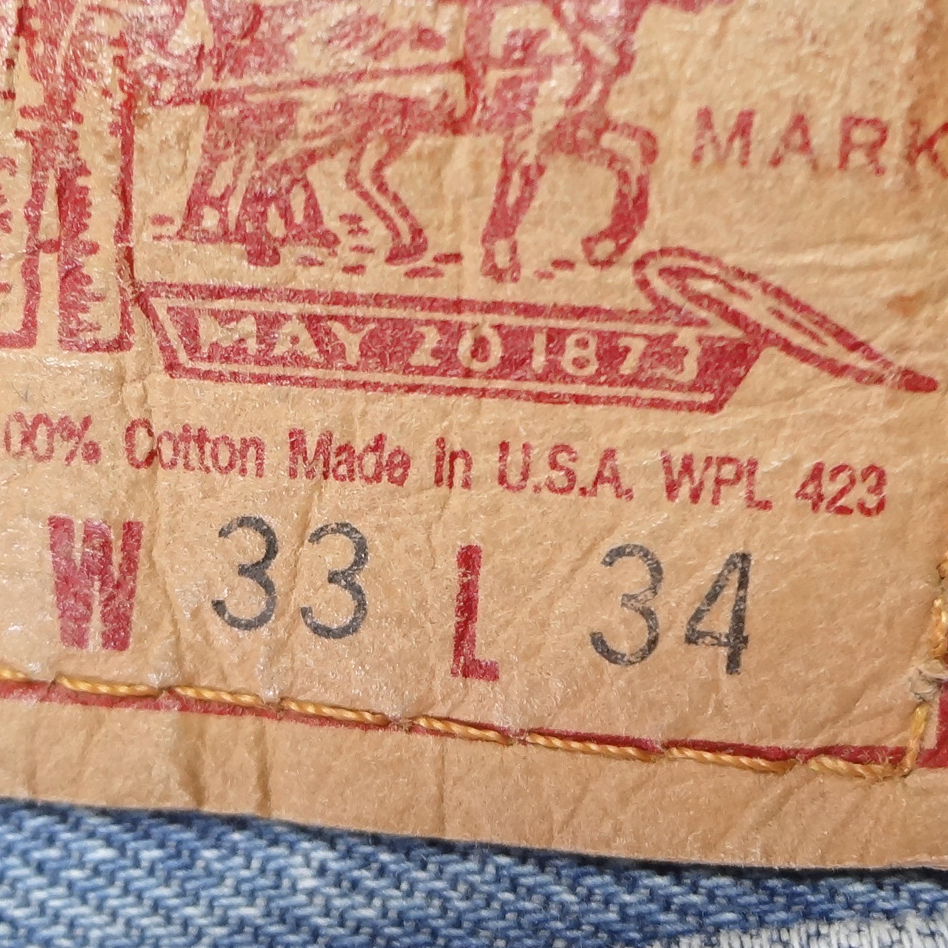 MARK
MAY 20 1873
00% Cotton Made in U.S.A. WPL 423
W 33 L 34